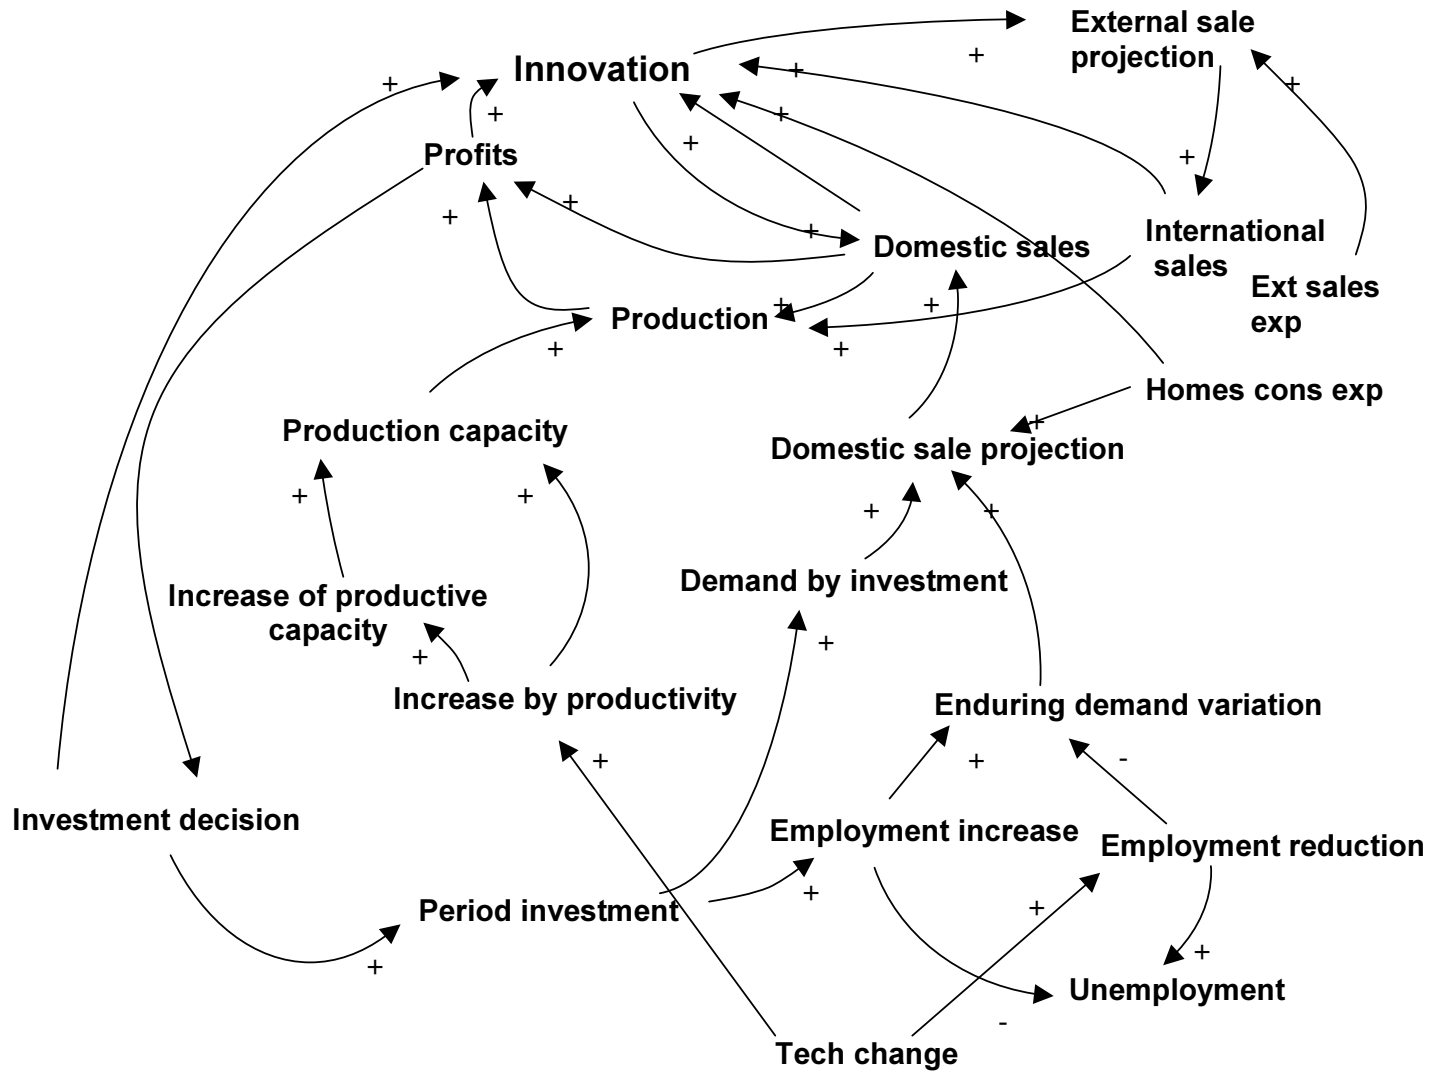 External sale
projection
+
Innovation
+
+
+
+
+
+
Profits
+
+
+
+
International
sales
Domestic sales
Ext sales
exp
+
+
Production
+
+
Homes cons exp
+
Production capacity
Domestic sale projection
+
+
+
+
Demand by investment
Increase of productive
capacity
+
+
Increase by productivity
Enduring demand variation
+
+
-
Investment decision
Employment increase
Employment reduction
+
+
Period investment
+
+
Unemployment
-
Tech change